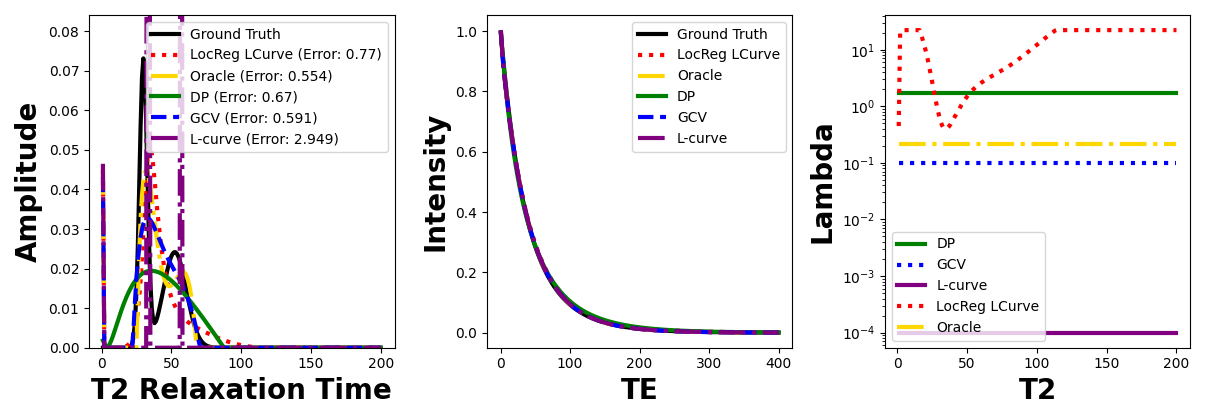 Amplitude
0.08
0.07
0.06
0.05
0.04
0.03
0.02
0.01
0.00
0
50
100
150
200
T2 Relaxation Time
Ground Truth
LocReg LCurve (Error: 0.77)
Oracle (Error: 0.554)
DP (Error: 0.67)
GCV (Error: 0.591)
L-curve (Error: 2.949)
Intensity
1.0
0.8
0.6
0.4
0.2
0.0
0
100
200
300
400
TE
Ground Truth
LocReg LCurve
Oracle
DP
GCV
L-curve
Lambda
10¹
10⁰
10⁻¹
10⁻²
10⁻³
10⁻⁴
0
50
100
150
200
T2
DP
GCV
L-curve
LocReg LCurve
Oracle